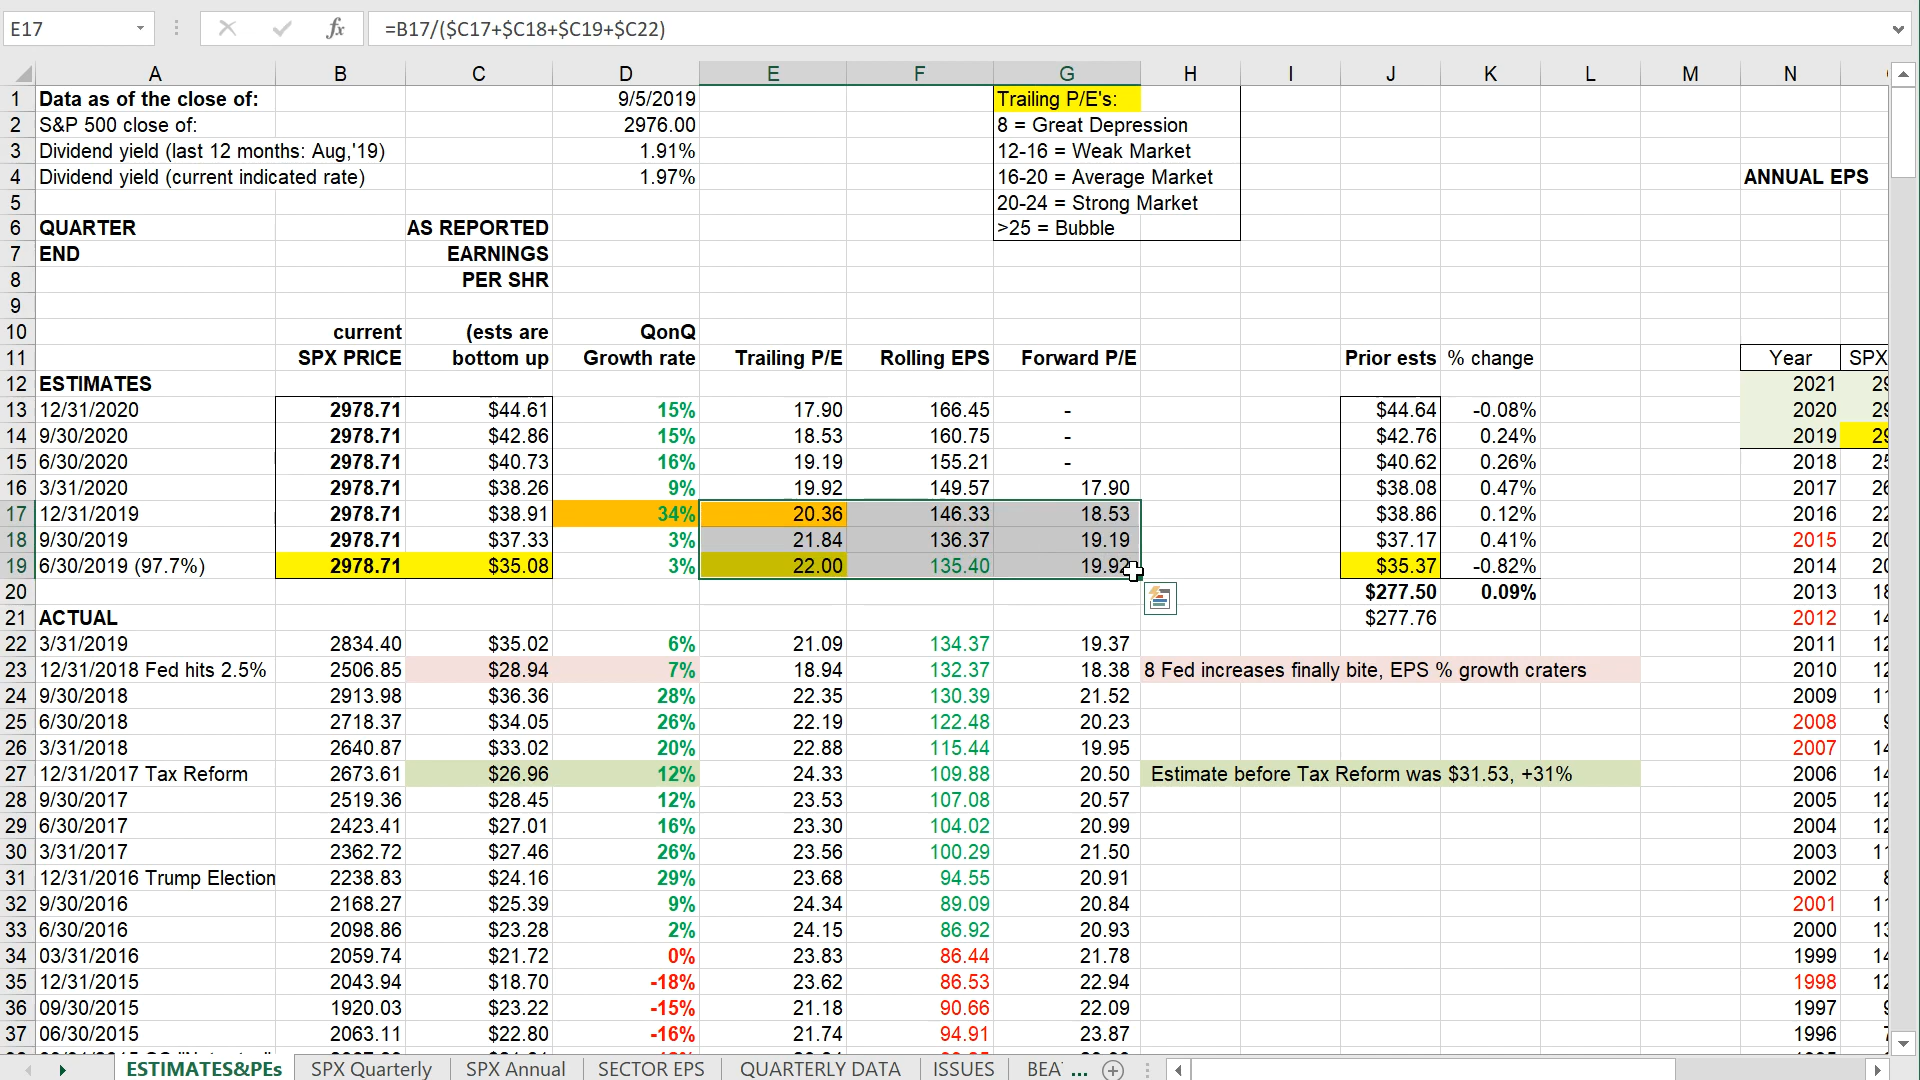 E17 fx =B17/($C17+$C18+$C19+$C22)
A B C D E F G H I J K L M N
1 Data as of the close of: 9/5/2019 Trailing P/E's:
2 S&P 500 close of: 2976.00 8 = Great Depression
3 Dividend yield (last 12 months: Aug,'19) 1.91% 12-16 = Weak Market
4 Dividend yield (current indicated rate) 1.97% 16-20 = Average Market ANNUAL EPS
5 20-24 = Strong Market
6 QUARTER AS REPORTED >25 = Bubble
7 END EARNINGS
8 PER SHR
9
10 current (ests are QonQ
11 SPX PRICE bottom up Growth rate Trailing P/E Rolling EPS Forward P/E Prior ests % change Year SPX
12 ESTIMATES 2021 29
13 12/31/2020 2978.71 $44.61 15% 17.90 166.45 - $44.64 -0.08% 2020 29
14 9/30/2020 2978.71 $42.86 15% 18.53 160.75 - $42.76 0.24% 2019 29
15 6/30/2020 2978.71 $40.73 16% 19.19 155.21 - $40.62 0.26% 2018 25
16 3/31/2020 2978.71 $38.26 9% 19.92 149.57 17.90 $38.08 0.47% 2017 26
17 12/31/2019 2978.71 $38.91 34% 20.36 146.33 18.53 $38.86 0.12% 2016 22
18 9/30/2019 2978.71 $37.33 3% 21.84 136.37 19.19 $37.17 0.41% 2015 20
19 6/30/2019 (97.7%) 2978.71 $35.08 3% 22.00 135.40 19.92 $35.37 -0.82% 2014 20
20 $277.50 0.09% 2013 18
21 ACTUAL $277.76 2012 14
22 3/31/2019 2834.40 $35.02 6% 21.09 134.37 19.37 2011 12
23 12/31/2018 Fed hits 2.5% 2506.85 $28.94 7% 18.94 132.37 18.38 8 Fed increases finally bite, EPS % growth craters 2010 12
24 9/30/2018 2913.98 $36.36 28% 22.35 130.39 21.52 2009 11
25 6/30/2018 2718.37 $34.05 26% 22.19 122.48 20.23 2008
26 3/31/2018 2640.87 $33.02 20% 22.88 115.44 19.95 2007 14
27 12/31/2017 Tax Reform 2673.61 $26.96 12% 24.33 109.88 20.50 Estimate before Tax Reform was $31.53, +31% 2006 14
28 9/30/2017 2519.36 $28.45 12% 23.53 107.08 20.57 2005 12
29 6/30/2017 2423.41 $27.01 16% 23.30 104.02 20.99 2004 12
30 3/31/2017 2362.72 $27.46 26% 23.56 100.29 21.50 2003 11
31 12/31/2016 Trump Election 2238.83 $24.16 29% 23.68 94.55 20.91 2002
32 9/30/2016 2168.27 $25.39 9% 24.34 89.09 20.84 2001 11
33 6/30/2016 2098.86 $23.28 2% 24.15 86.92 20.93 2000 13
34 03/31/2016 2059.74 $21.72 0% 23.83 86.44 21.78 1999 14
35 12/31/2015 2043.94 $18.70 -18% 23.62 86.53 22.94 1998 12
36 09/30/2015 1920.03 $23.22 -15% 21.18 90.66 22.09 1997
37 06/30/2015 2063.11 $22.80 -16% 21.74 94.91 23.87 1996
ESTIMATES&PEs SPX Quarterly SPX Annual SECTOR EPS QUARTERLY DATA ISSUES BEA ...